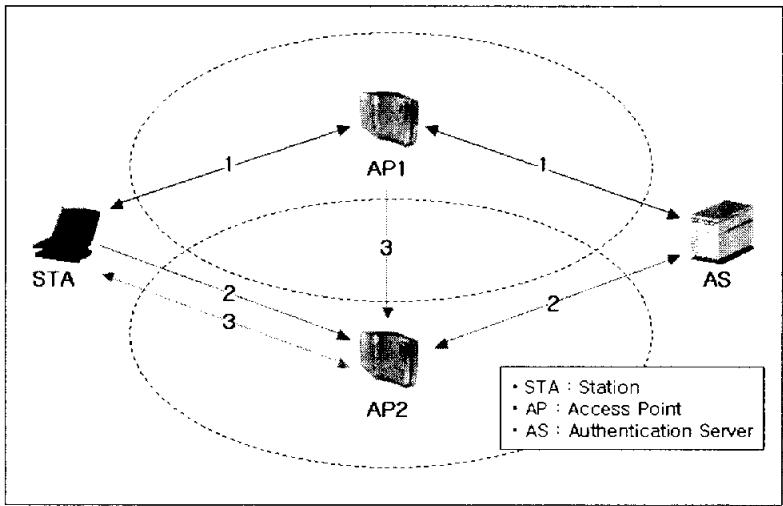 AP1
1
1
STA
3
AS
2
3
2
AP2
• STA : Station
• AP : Access Point
• AS : Authentication Server